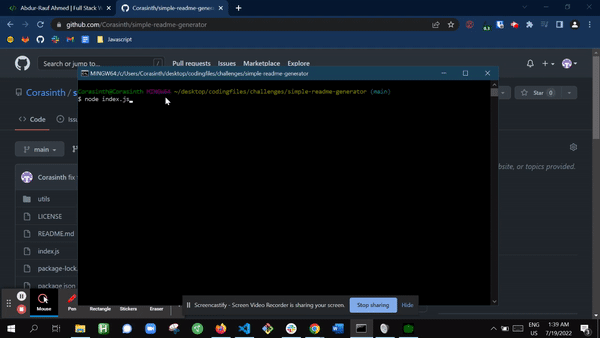 Abdur-Rauf Ahmed | Full Stack W
Corasinth/simple-readme-gener
github.com/Corasinth/simple-readme-generator
Javascript
Search or jump to...
/
Pull requests Issues Marketplace Explore
MINGW64:/c/Users/Corasinth/desktop/codingfiles/challenges/simple-readme-generator
Corasinth@Corasinth MINGW64 ~/desktop/codingfiles/challenges/simple-readme-generator (main)
$ node index.js
Corasinth / s
Star 0
Code
Issu
main
site, or topics provided.
Corasinth fix
utils
LICENSE
README.md
index.js
package-lock.
package.json
Mouse
Pen
Rectangle
Stickers
Eraser
Screencastify - Screen Video Recorder is sharing your screen.
Stop sharing
Hide
ENG
US
1:39 AM
7/19/2022